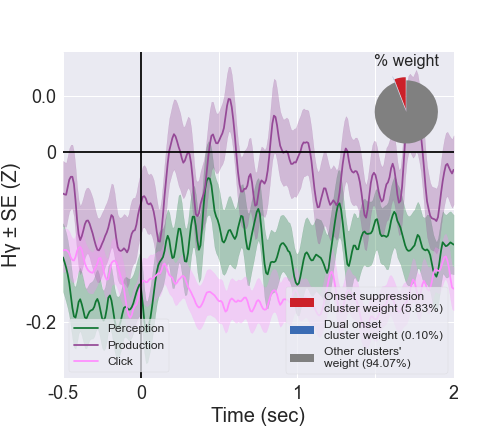 % weight
0.0
0
-0.2
Hγ ± SE (Z)
Perception
Production
Click
Onset suppression
cluster weight (5.83%)
Dual onset
cluster weight (0.10%)
Other clusters'
weight (94.07%)
-0.5
0
1
2
Time (sec)